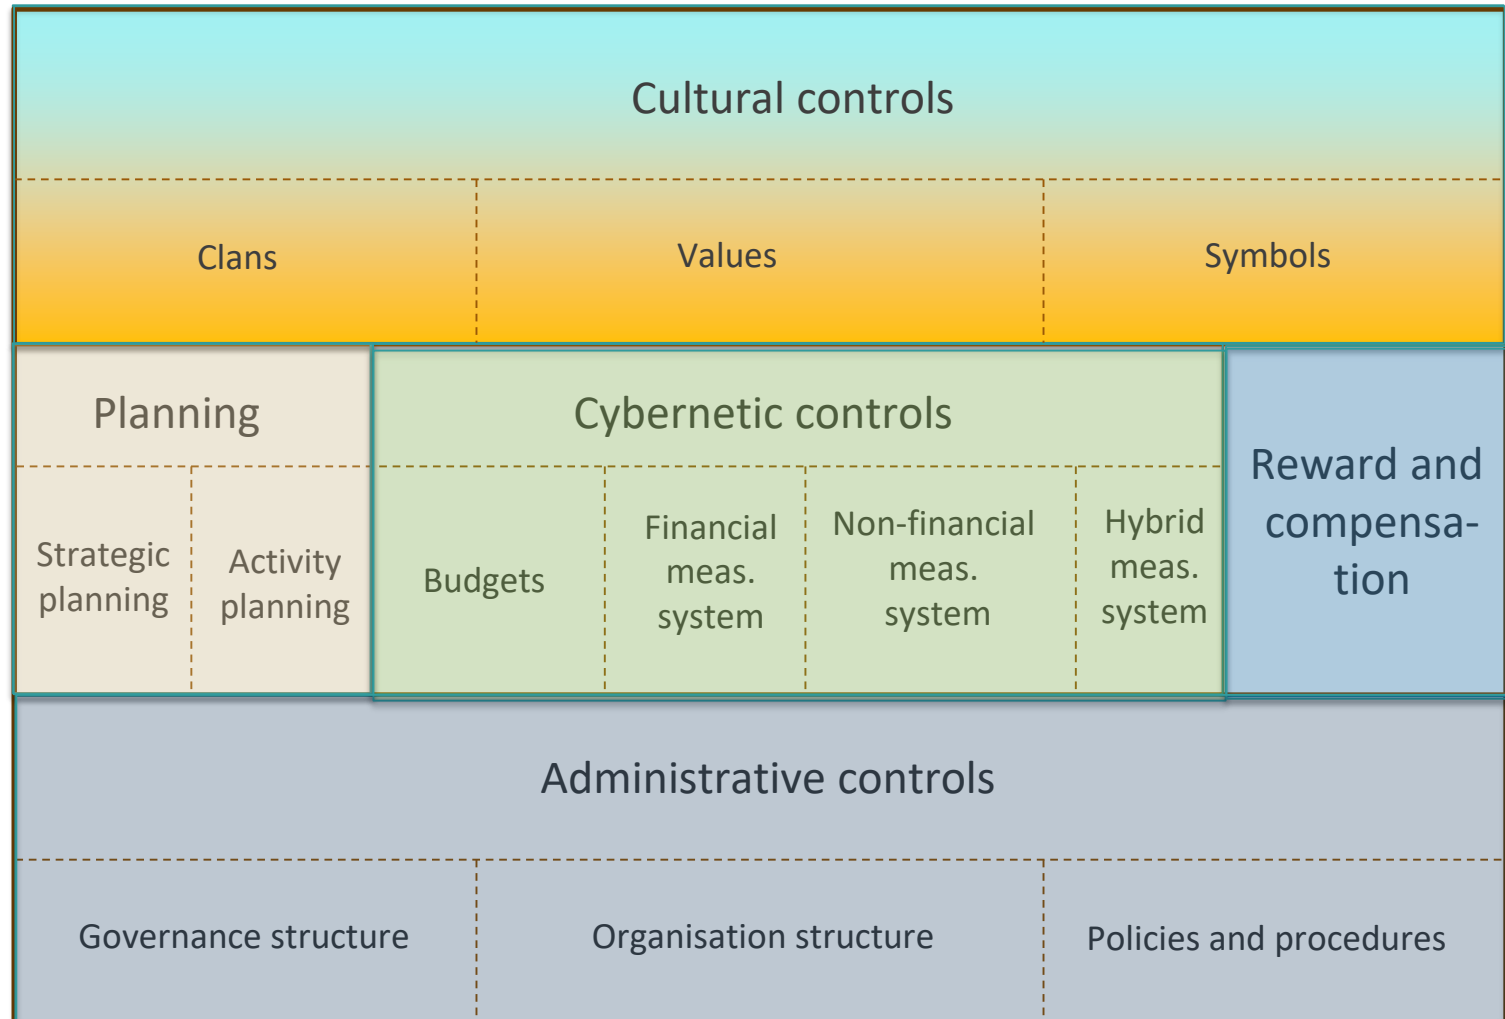 Cultural controls
Clans
Values
Symbols
Planning
Cybernetic controls
Reward and
compensa-
tion
Strategic
planning
Activity
planning
Budgets
Financial
meas.
system
Non-financial
meas.
system
Hybrid
meas.
system
Administrative controls
Governance structure
Organisation structure
Policies and procedures